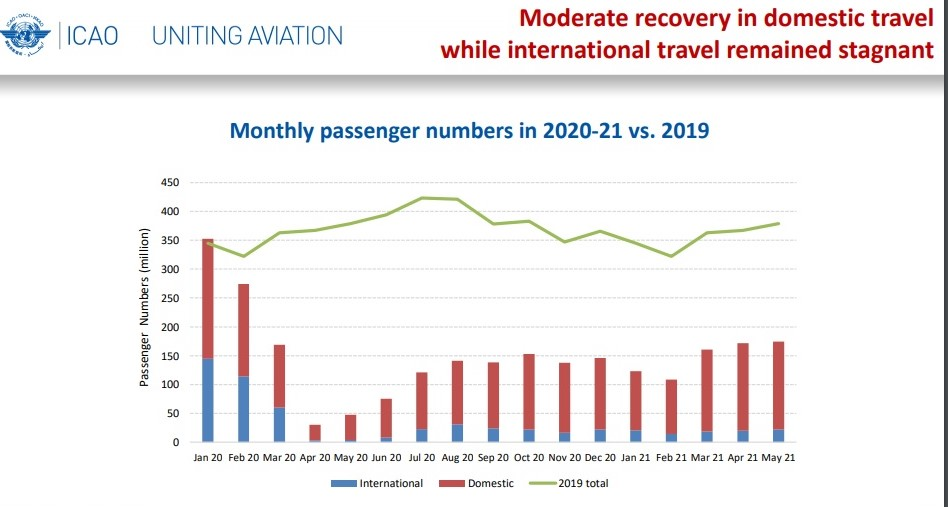 ICAO
UNITING AVIATION
Moderate recovery in domestic travel
while international travel remained stagnant
Monthly passenger numbers in 2020-21 vs. 2019
Passenger Numbers (million)
450
400
350
300
250
200
150
100
50
0
Jan 20 Feb 20 Mar 20 Apr 20 May 20 Jun 20 Jul 20 Aug 20 Sep 20 Oct 20 Nov 20 Dec 20 Jan 21 Feb 21 Mar 21 Apr 21 May 21
International Domestic 2019 total